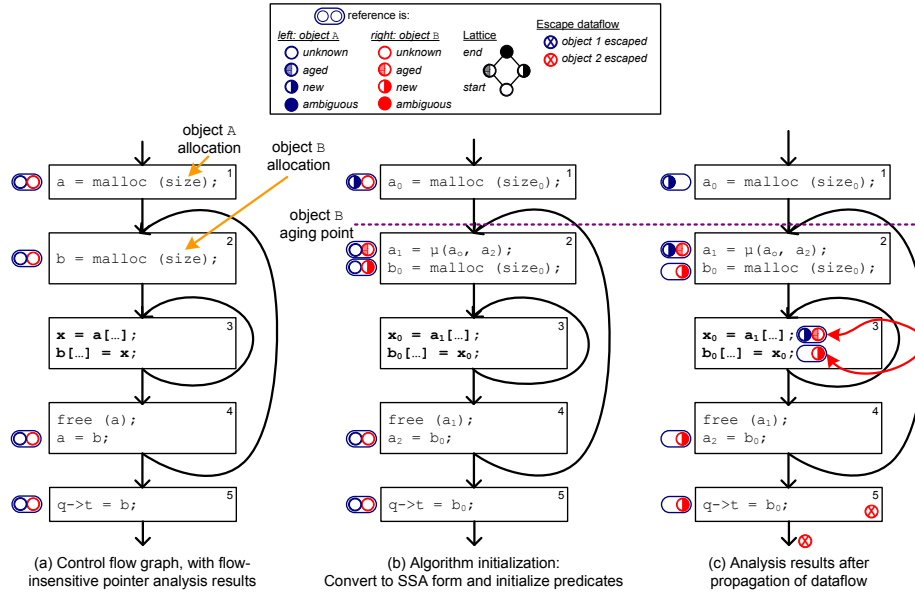 reference is:
left: object A
right: object B
Lattice
Escape dataflow
unknown
unknown
end
object 1 escaped
aged
aged
object 2 escaped
new
new
start
ambiguous
ambiguous
object A
allocation
object B
allocation
1
a = malloc (size);
2
b = malloc (size);
3
x = a[…];
b[…] = x;
4
free (a);
a = b;
5
q->t = b;
(a) Control flow graph, with flow-
insensitive pointer analysis results
object B
aging point
1
a₀ = malloc (size₀);
2
a₁ = μ(aₒ, a₂);
b₀ = malloc (size₀);
3
x₀ = a₁[…];
b₀[…] = x₀;
4
free (a₁);
a₂ = b₀;
5
q->t = b₀;
(b) Algorithm initialization:
Convert to SSA form and initialize predicates
1
a₀ = malloc (size₀);
2
a₁ = μ(aₒ, a₂);
b₀ = malloc (size₀);
3
x₀ = a₁[…];
b₀[…] = x₀;
4
free (a₁);
a₂ = b₀;
5
q->t = b₀;
(c) Analysis results after
propagation of dataflow